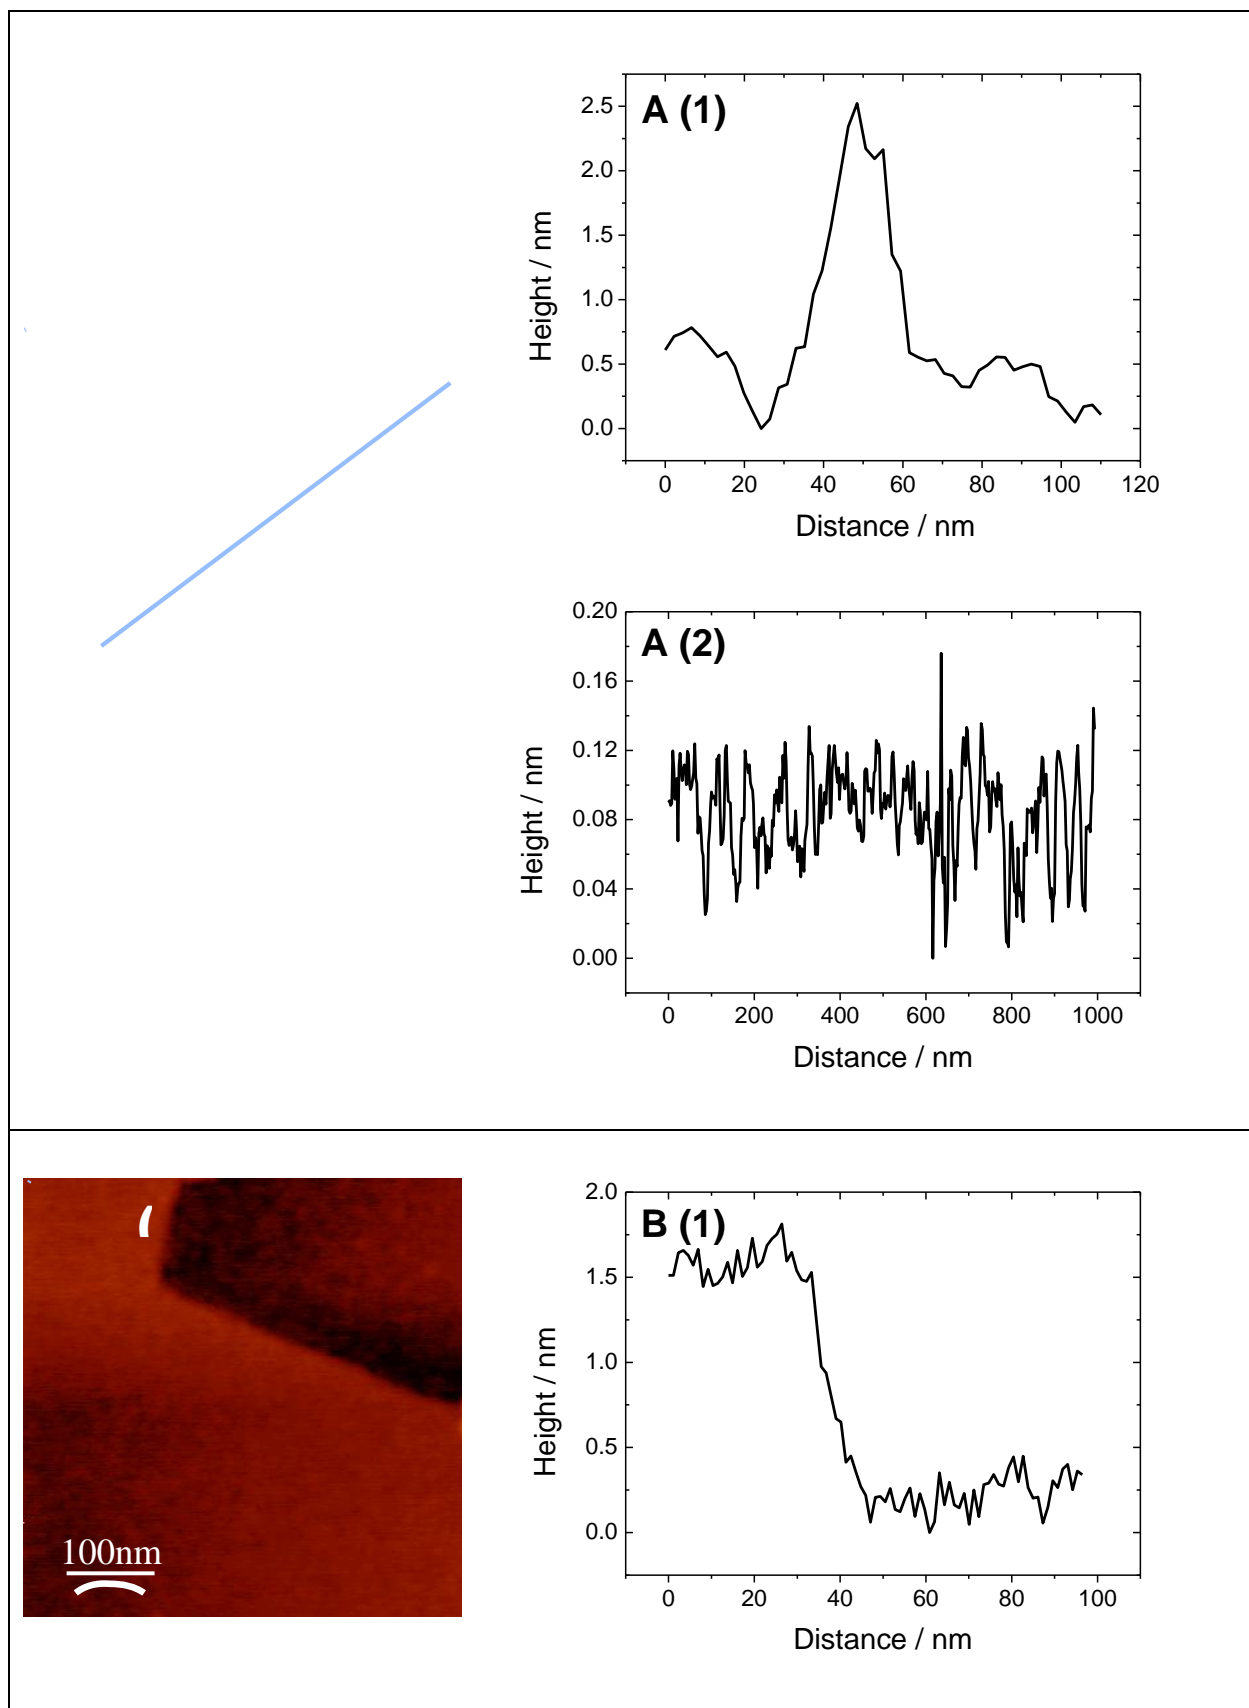 A (1)
2.5
2.0
1.5
1.0
0.5
0.0
Height / nm
0 20 40 60 80 100 120
Distance / nm
A (2)
0.20
0.16
0.12
0.08
0.04
0.00
Height / nm
0 200 400 600 800 1000
Distance / nm
100nm
B (1)
2.0
1.5
1.0
0.5
0.0
Height / nm
0 20 40 60 80 100
Distance / nm